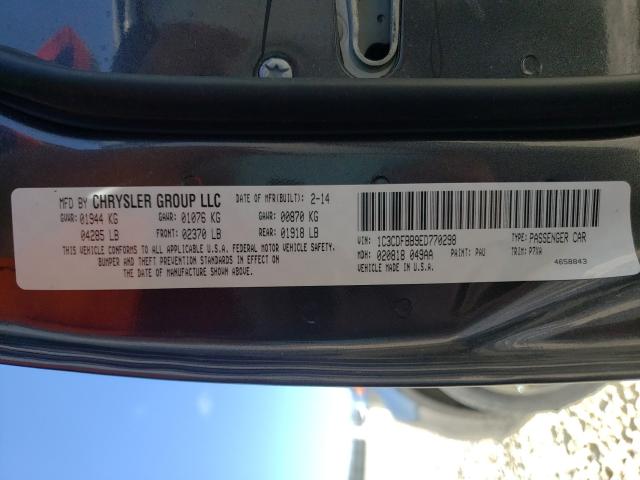 MFD BY CHRYSLER GROUP LLC DATE OF MFR(BUILT): 2-14
GVWR: 01944 KG GAWR: 01076 KG GAWR: 00870 KG
04285 LB FRONT: 02370 LB REAR: 01918 LB
THIS VEHICLE CONFORMS TO ALL APPLICABLE U.S.A. FEDERAL MOTOR VEHICLE SAFETY,
BUMPER AND THEFT PREVENTION STANDARDS IN EFFECT ON
THE DATE OF MANUFACTURE SHOWN ABOVE.
VIN: 1C3CDFBB9ED770298 TYPE: PASSENGER CAR
MDH: 020818 049AA PAINT: PAU TRIM: P7VA
VEHICLE MADE IN U.S.A. 4658843